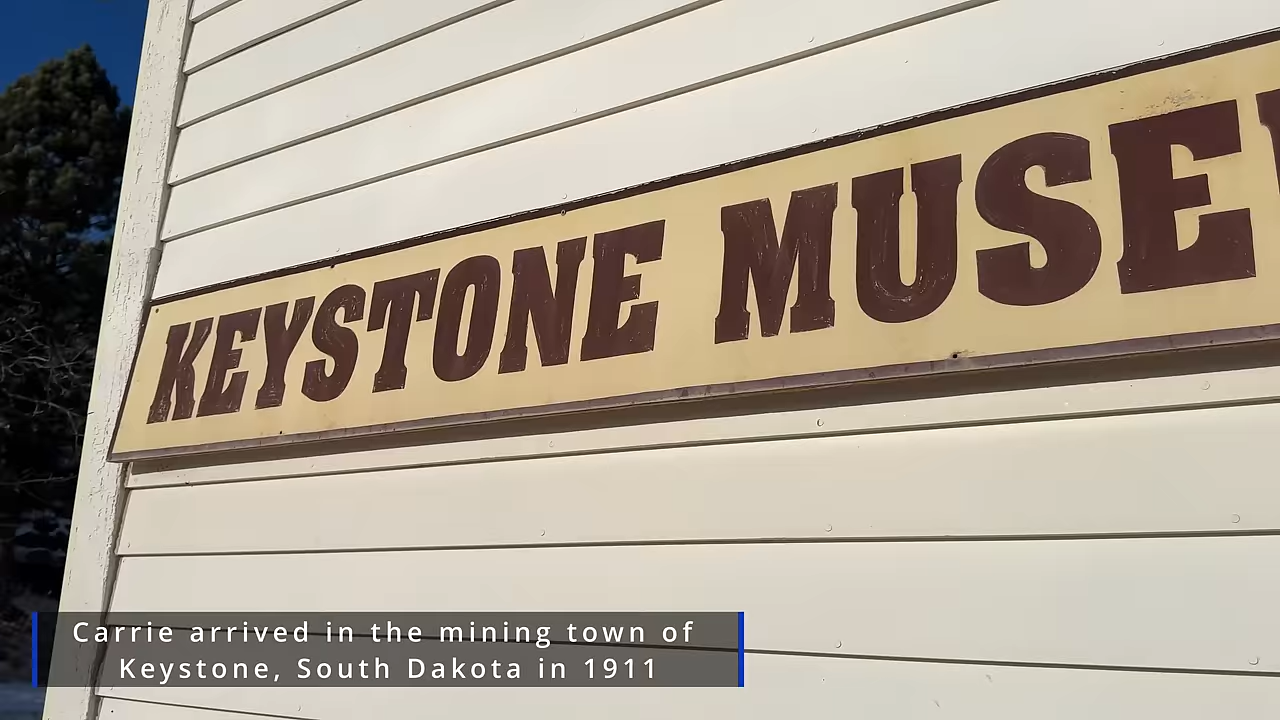 KEYSTONE MUSE
Carrie arrived in the mining town of
Keystone, South Dakota in 1911